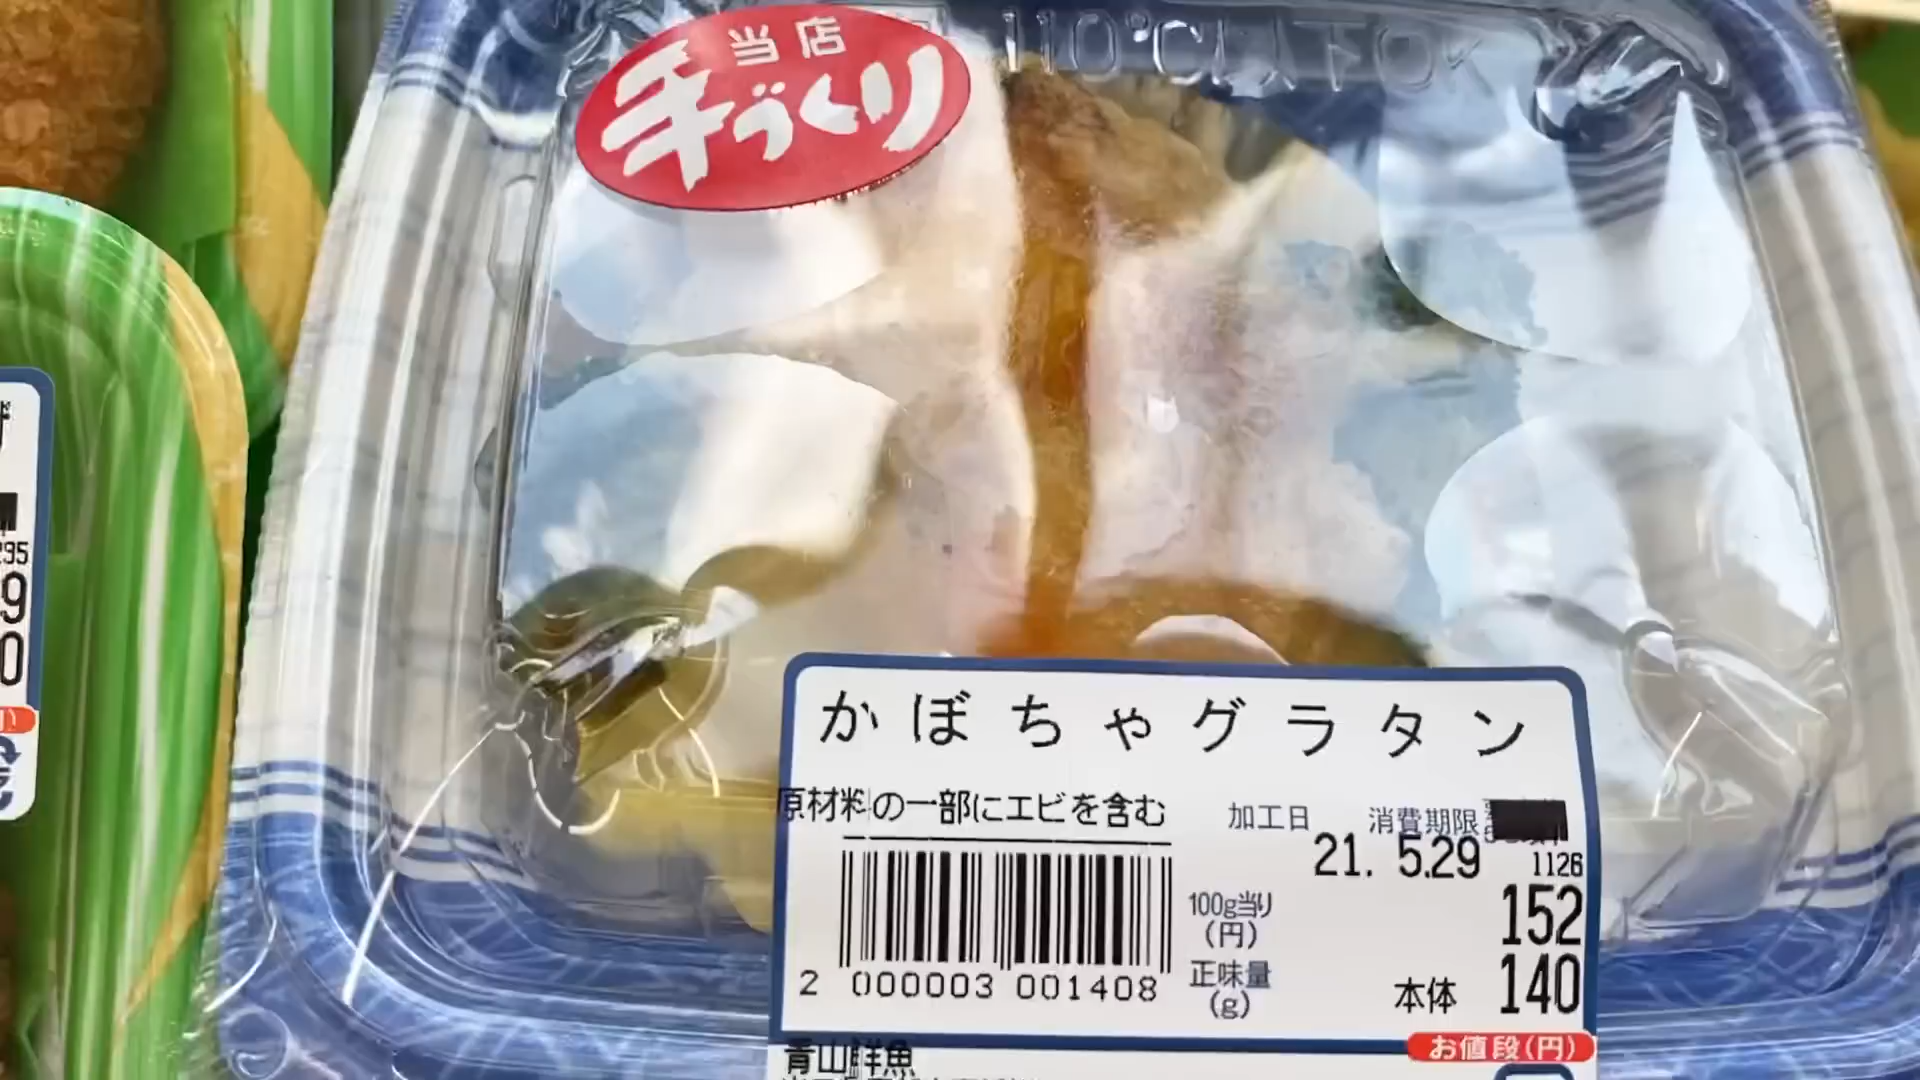 当店
手づくり
110℃以下OK
かぼちゃグラタン
原材料の一部にエビを含む
加工日 消費期限
21. 5.29
1126
100g当り
(円)
152
正味量
(g)
本体 140
2 000003 001408
お値段(円)
青山鮮魚
295
9
0